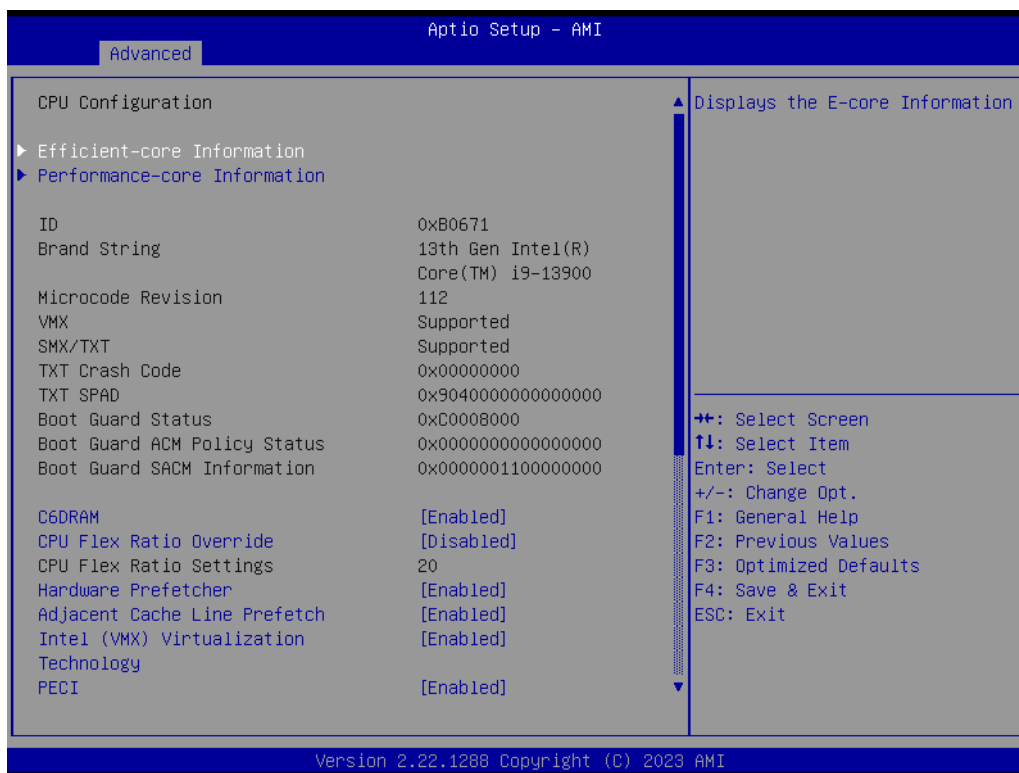 Aptio Setup - AMI
Advanced
CPU Configuration
Efficient-core Information
Performance-core Information
ID 0xB0671
Brand String 13th Gen Intel(R)
Core(TM) i9-13900
Microcode Revision 112
VMX Supported
SMX/TXT Supported
TXT Crash Code 0x00000000
TXT SPAD 0x9040000000000000
Boot Guard Status 0xC0008000
Boot Guard ACM Policy Status 0x0000000000000000
Boot Guard SACM Information 0x0000001100000000
C6DRAM [Enabled]
CPU Flex Ratio Override [Disabled]
CPU Flex Ratio Settings 20
Hardware Prefetcher [Enabled]
Adjacent Cache Line Prefetch [Enabled]
Intel (VMX) Virtualization [Enabled]
Technology
PECI [Enabled]
Displays the E-core Information
→←: Select Screen
↑↓: Select Item
Enter: Select
+/-: Change Opt.
F1: General Help
F2: Previous Values
F3: Optimized Defaults
F4: Save & Exit
ESC: Exit
Version 2.22.1288 Copyright (C) 2023 AMI